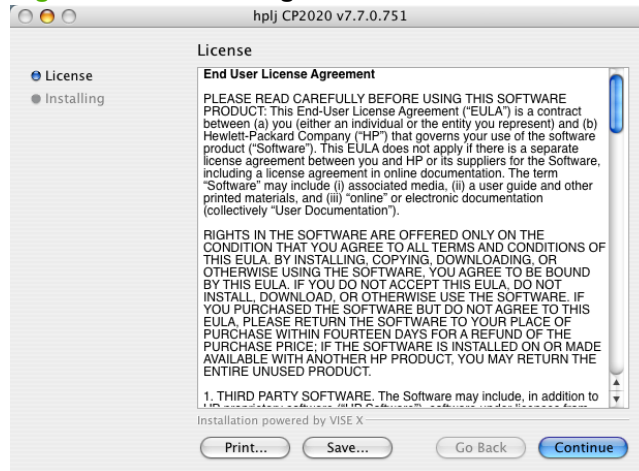 hplj CP2020 v7.7.0.751
License
License
Installing
End User License Agreement
PLEASE READ CAREFULLY BEFORE USING THIS SOFTWARE
PRODUCT: This End-User License Agreement ("EULA") is a contract
between (a) you (either an individual or the entity you represent) and (b)
Hewlett-Packard Company ("HP") that governs your use of the software
product ("Software"). This EULA does not apply if there is a separate
license agreement between you and HP or its suppliers for the Software,
including a license agreement in online documentation. The term
"Software" may include (i) associated media, (ii) a user guide and other
printed materials, and (iii) "online" or electronic documentation
(collectively "User Documentation").
RIGHTS IN THE SOFTWARE ARE OFFERED ONLY ON THE
CONDITION THAT YOU AGREE TO ALL TERMS AND CONDITIONS OF
THIS EULA. BY INSTALLING, COPYING, DOWNLOADING, OR
OTHERWISE USING THE SOFTWARE, YOU AGREE TO BE BOUND
BY THIS EULA. IF YOU DO NOT ACCEPT THIS EULA, DO NOT
INSTALL, DOWNLOAD, OR OTHERWISE USE THE SOFTWARE. IF
YOU PURCHASED THE SOFTWARE BUT DO NOT AGREE TO THIS
EULA, PLEASE RETURN THE SOFTWARE TO YOUR PLACE OF
PURCHASE WITHIN FOURTEEN DAYS FOR A REFUND OF THE
PURCHASE PRICE; IF THE SOFTWARE IS INSTALLED ON OR MADE
AVAILABLE WITH ANOTHER HP PRODUCT, YOU MAY RETURN THE
ENTIRE UNUSED PRODUCT.
1. THIRD PARTY SOFTWARE. The Software may include, in addition to
Installation powered by VISE X
Print...
Save...
Go Back
Continue